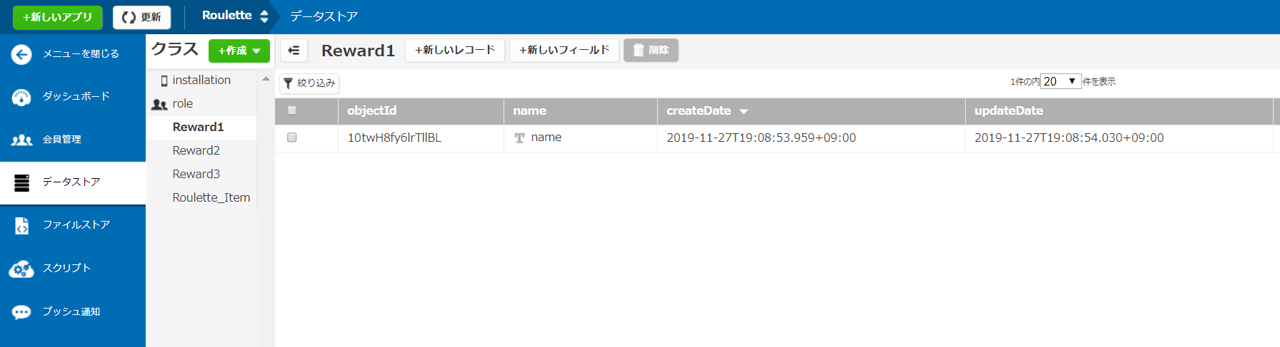 +新しいアプリ 更新 Roulette データストア
メニューを閉じる
ダッシュボード
会員管理
データストア
ファイルストア
スクリプト
プッシュ通知
クラス +作成
installation
role
Reward1
Reward2
Reward3
Roulette_Item
Reward1 +新しいレコード +新しいフィールド 削除
絞り込み 1件の内 20 件を表示
objectId name createDate updateDate
10twH8fy6lrTllBL name 2019-11-27T19:08:53.959+09:00 2019-11-27T19:08:54.030+09:00